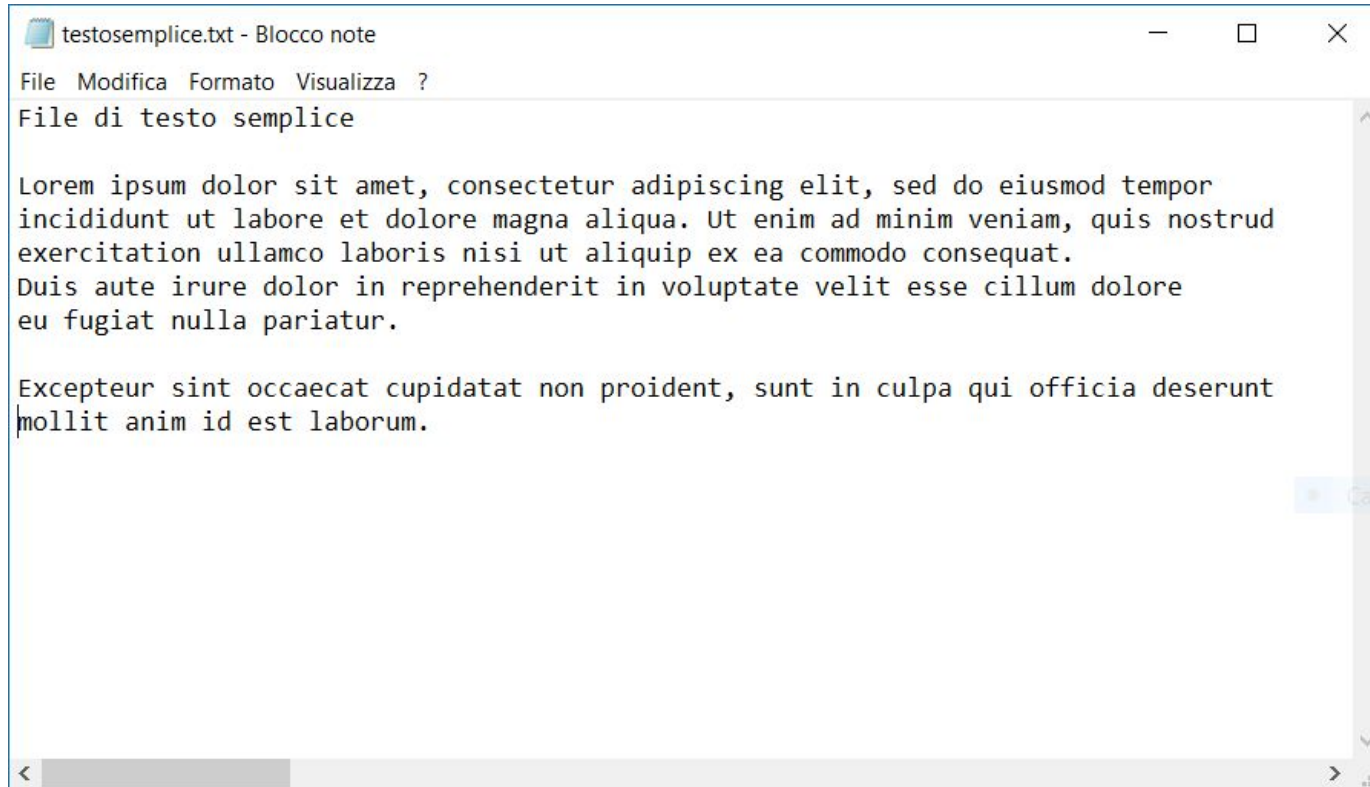 testosemplice.txt - Blocco note
File Modifica Formato Visualizza ?
File di testo semplice
Lorem ipsum dolor sit amet, consectetur adipiscing elit, sed do eiusmod tempor
incididunt ut labore et dolore magna aliqua. Ut enim ad minim veniam, quis nostrud
exercitation ullamco laboris nisi ut aliquip ex ea commodo consequat.
Duis aute irure dolor in reprehenderit in voluptate velit esse cillum dolore
eu fugiat nulla pariatur.
Excepteur sint occaecat cupidatat non proident, sunt in culpa qui officia deserunt
mollit anim id est laborum.